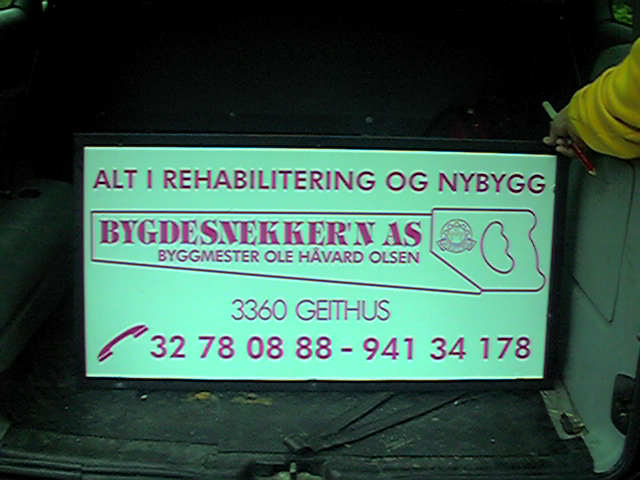 ALT I REHABILITERING OG NYBYGG
BYGDESNEKKER'N AS
BYGGMESTER OLE HÅVARD OLSEN
3360 GEITHUS
32 78 08 88 - 941 34 178